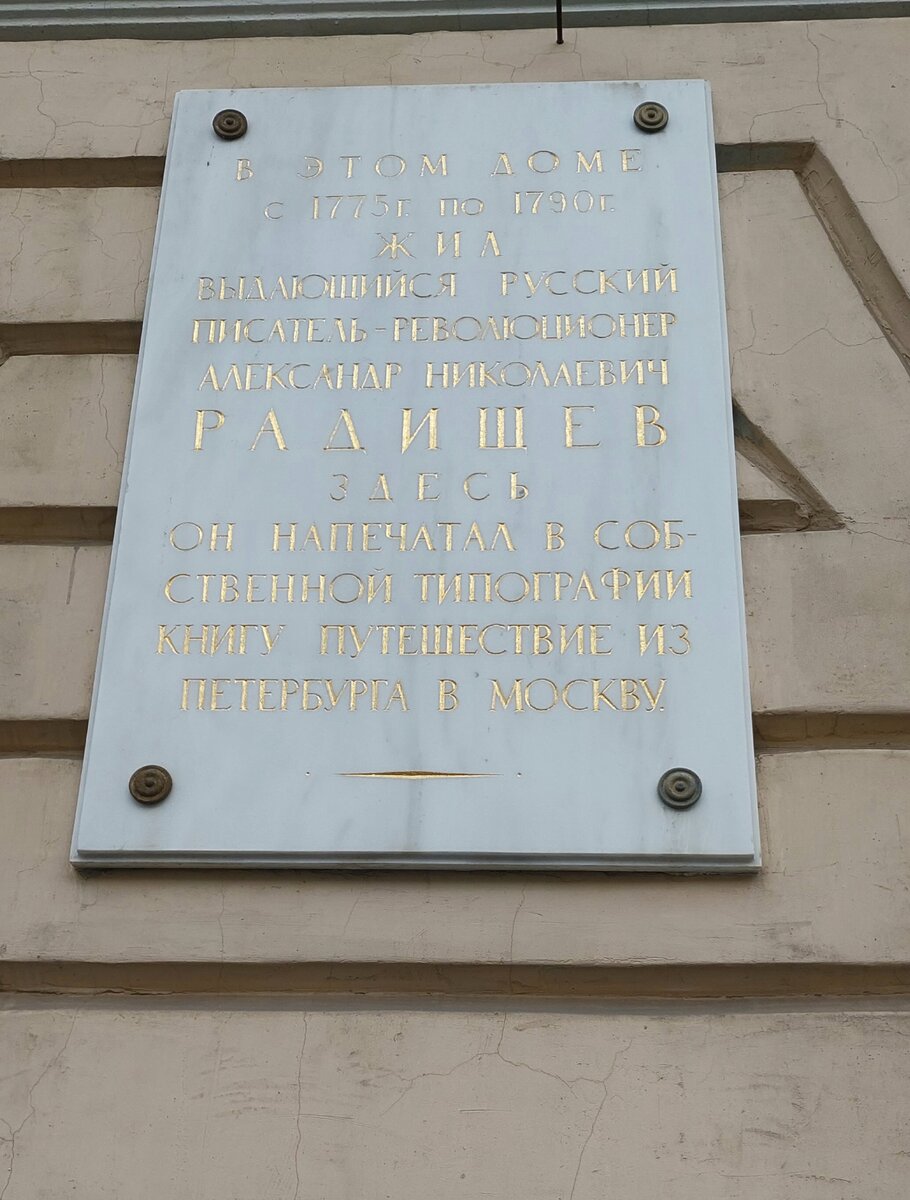 В ЭТОМ ДОМЕ
с 1775г. по 1790г.
ЖИЛ
ВЫДАЮЩИЙСЯ РУССКИЙ
ПИСАТЕЛЬ-РЕВОЛЮЦИОНЕР
АЛЕКСАНДР НИКОЛАЕВИЧ
РАДИЩЕВ
ЗДЕСЬ
ОН НАПЕЧАТАЛ В СОБ-
СТВЕННОЙ ТИПОГРАФИИ
КНИГУ ПУТЕШЕСТВИЕ ИЗ
ПЕТЕРБУРГА В МОСКВУ.